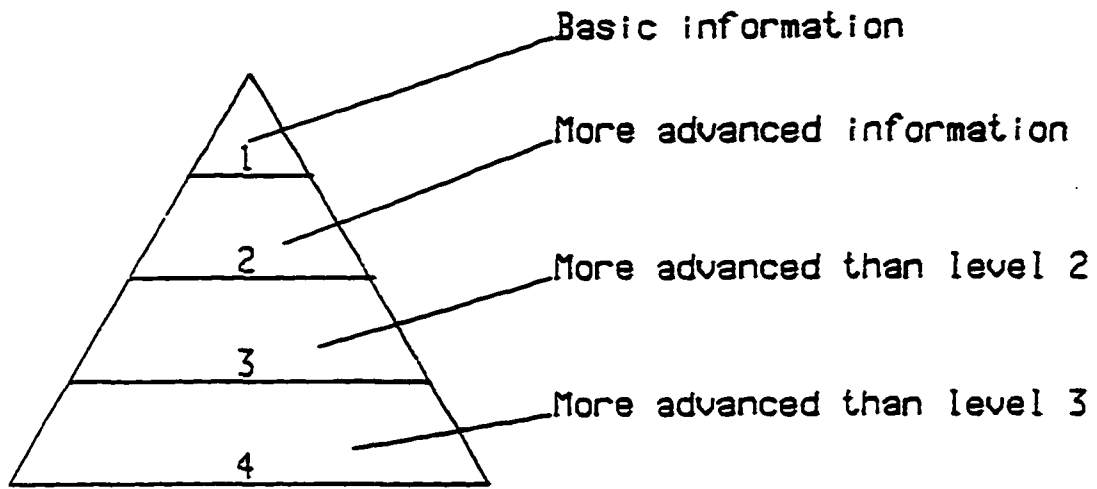 Basic information
1
More advanced information
2
More advanced than level 2
3
More advanced than level 3
4